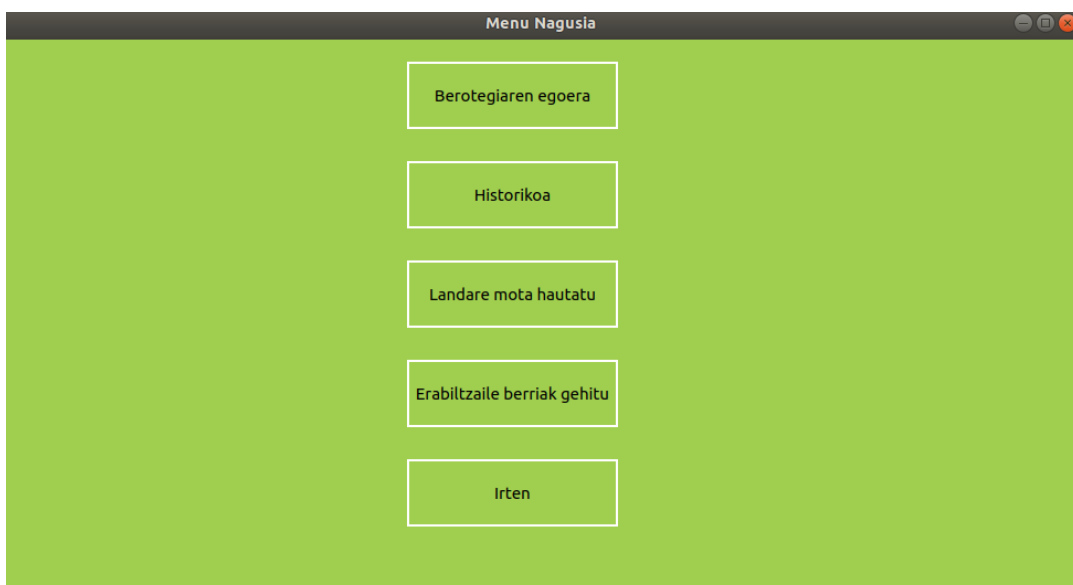 Menu Nagusia
Berotegiaren egoera
Historikoa
Landare mota hautatu
Erabiltzaile berriak gehitu
Irten